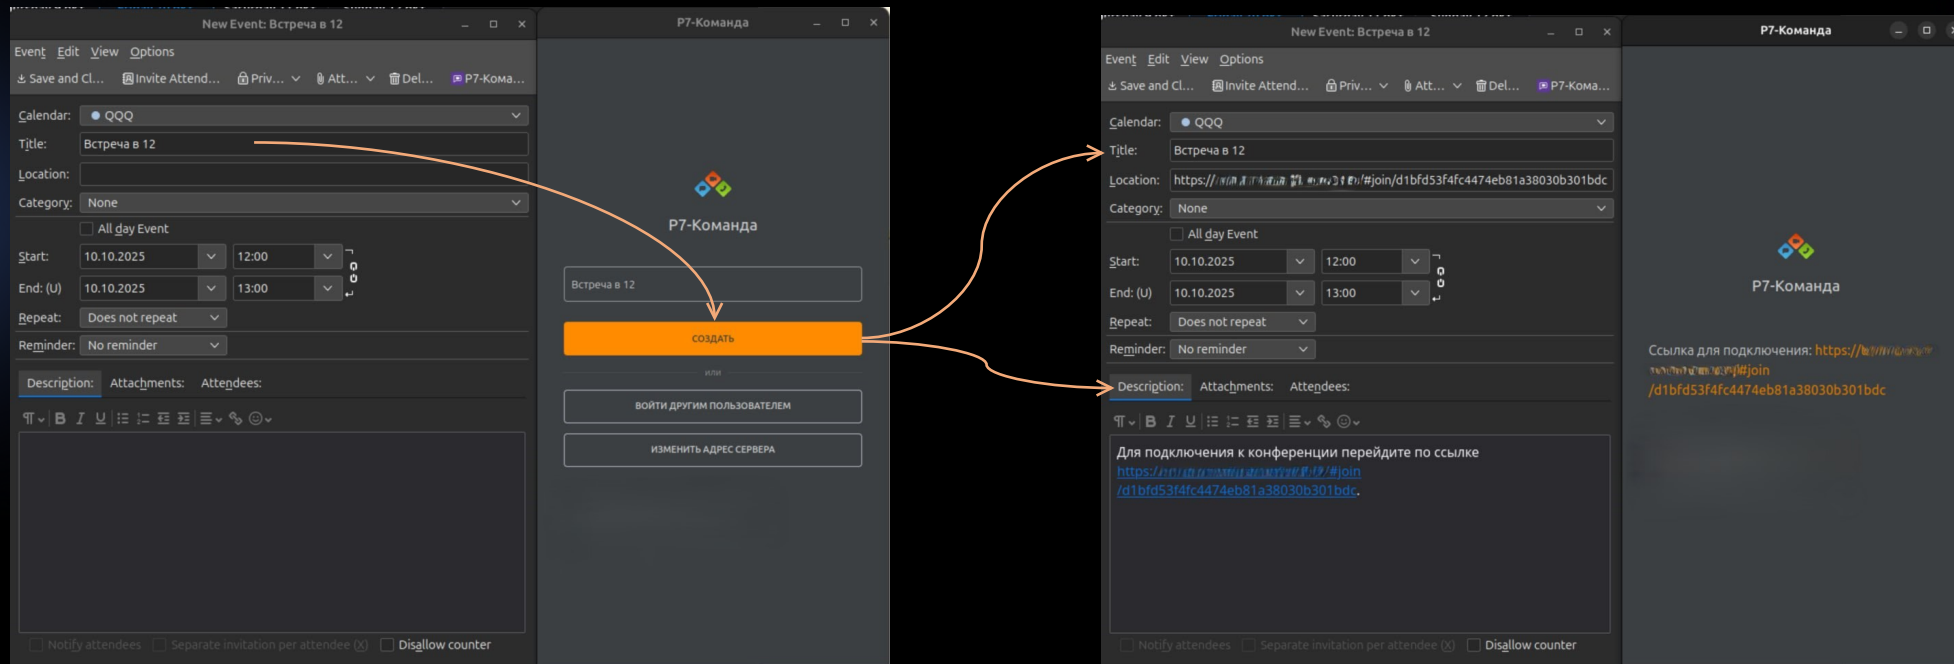 New Event: Встреча в 12
Event Edit View Options
Save and Cl... Invite Attend... Priv... Att... Del... Р7-Кома...
Calendar: QQQ
Title: Встреча в 12
Location:
Category: None
All day Event
Start: 10.10.2025 12:00
End: (U) 10.10.2025 13:00
Repeat: Does not repeat
Reminder: No reminder
Description: Attachments: Attendees:
Notify attendees Separate invitation per attendee (X) Disallow counter
Р7-Команда
Р7-Команда
Встреча в 12
СОЗДАТЬ
или
ВОЙТИ ДРУГИМ ПОЛЬЗОВАТЕЛЕМ
ИЗМЕНИТЬ АДРЕС СЕРВЕРА
New Event: Встреча в 12
Event Edit View Options
Save and Cl... Invite Attend... Priv... Att... Del... Р7-Кома...
Calendar: QQQ
Title: Встреча в 12
Location: https:// /#join/d1bfd53f4fc4474eb81a38030b301bdc
Category: None
All day Event
Start: 10.10.2025 12:00
End: (U) 10.10.2025 13:00
Repeat: Does not repeat
Reminder: No reminder
Description: Attachments: Attendees:
Для подключения к конференции перейдите по ссылке
https:// /#join
/d1bfd53f4fc4474eb81a38030b301bdc.
Notify attendees Separate invitation per attendee (X) Disallow counter
Р7-Команда
Р7-Команда
Ссылка для подключения: https://
/#join
/d1bfd53f4fc4474eb81a38030b301bdc